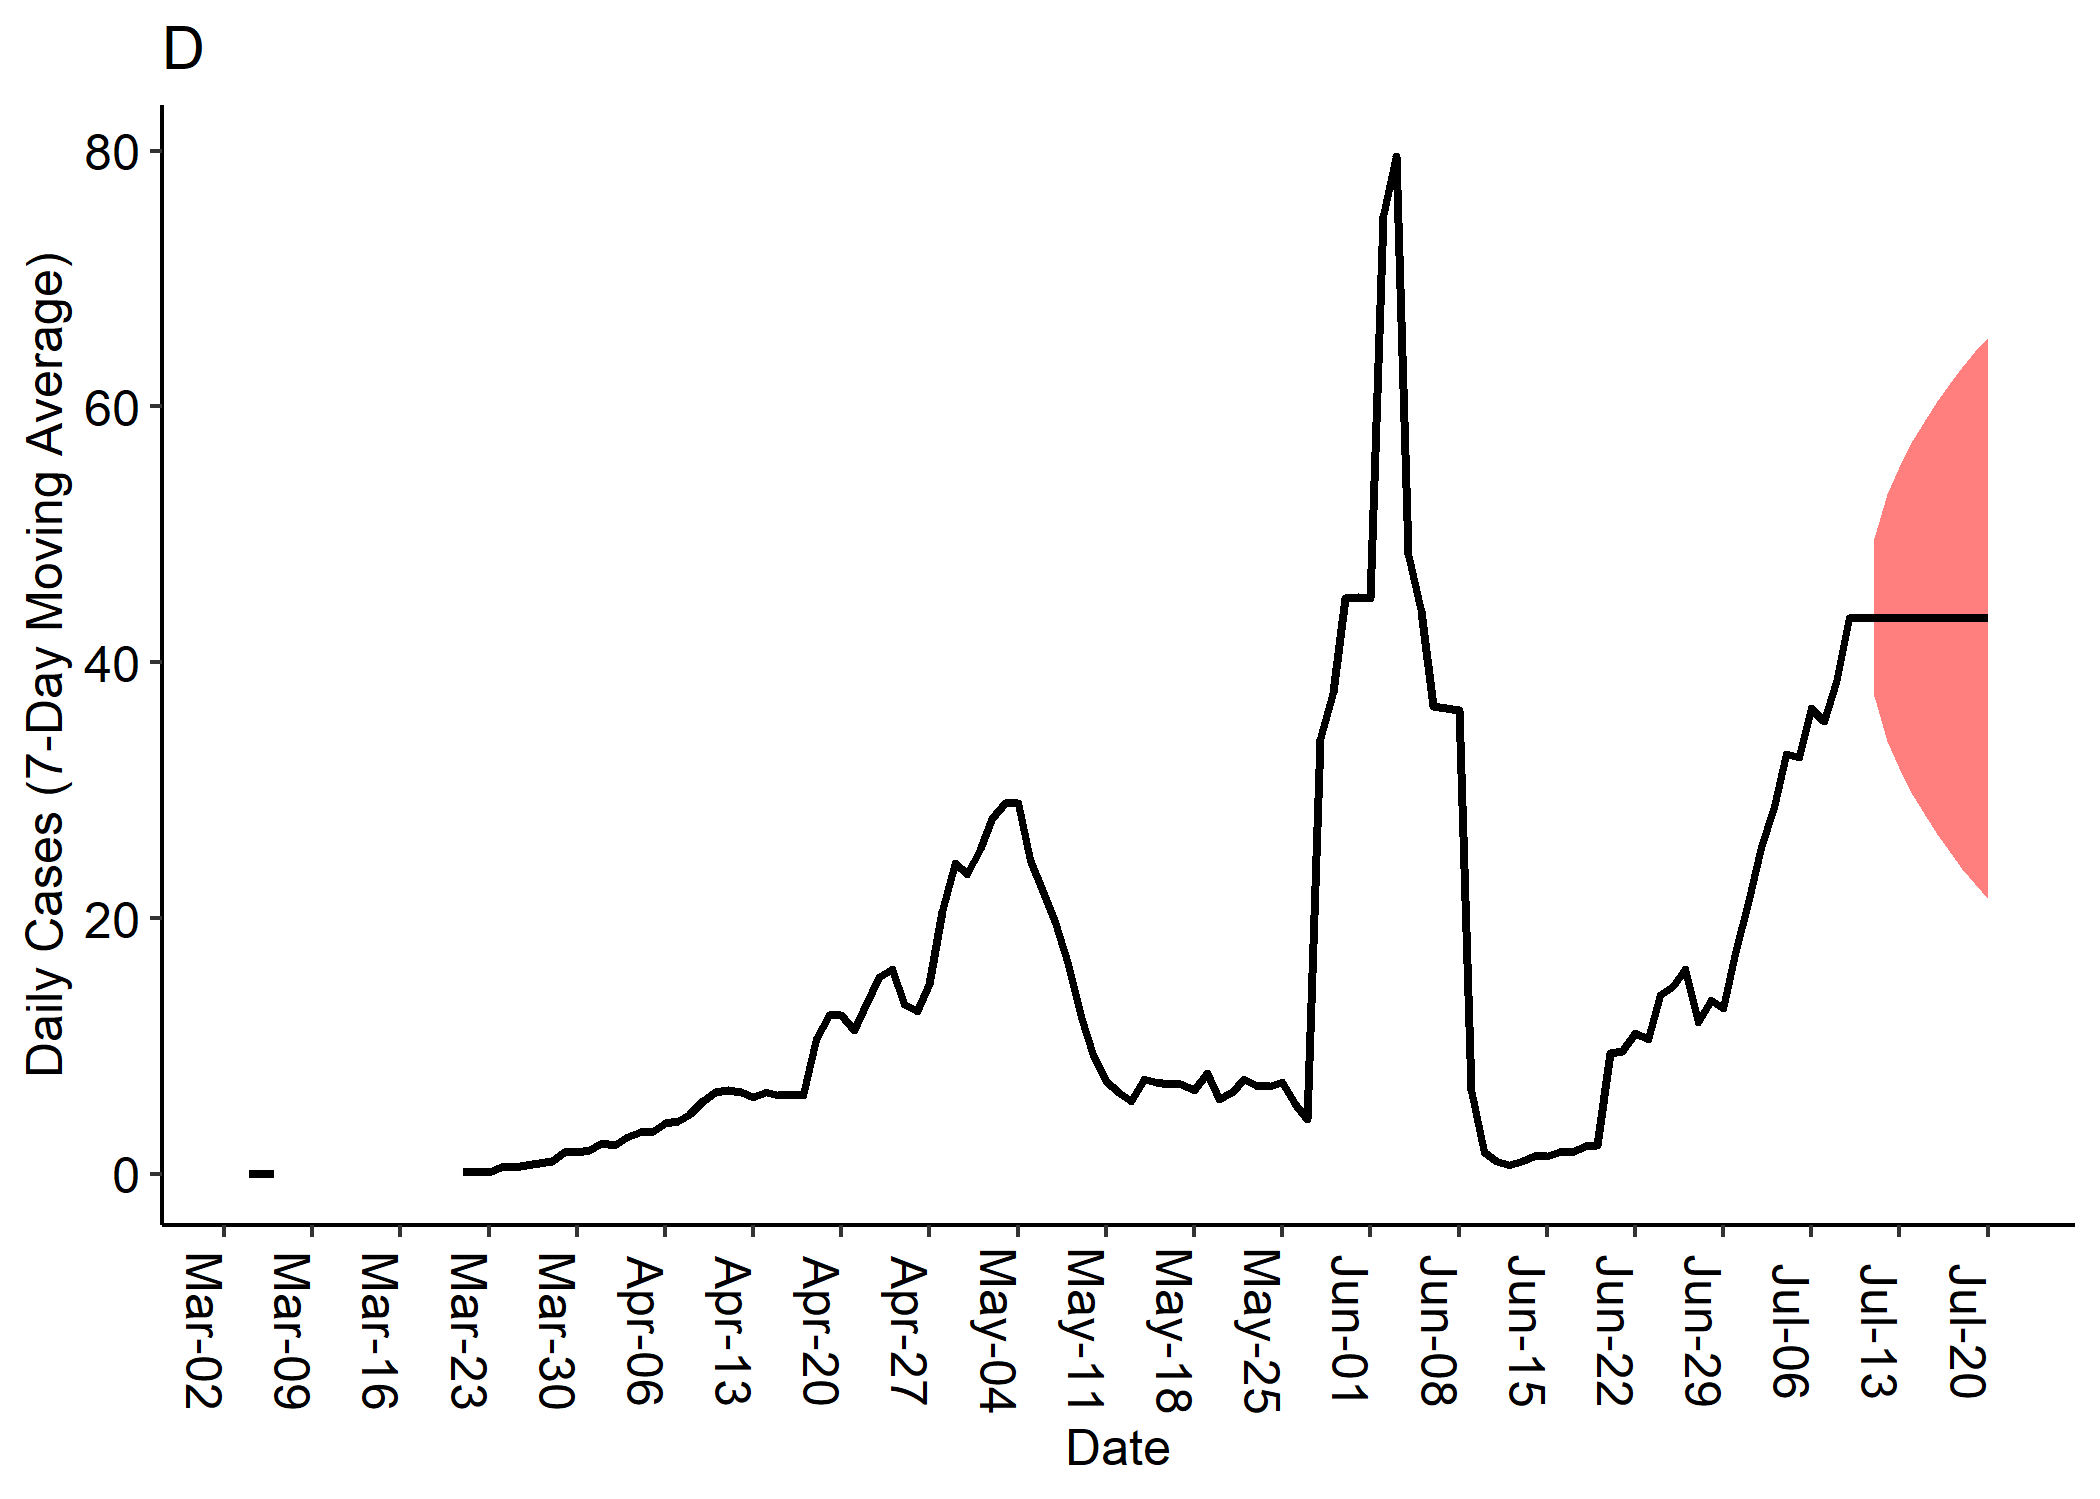 D
Daily Cases (7-Day Moving Average)
80
60
40
20
0
Mar-02
Mar-09
Mar-16
Mar-23
Mar-30
Apr-06
Apr-13
Apr-20
Apr-27
May-04
May-11
May-18
May-25
Jun-01
Jun-08
Jun-15
Jun-22
Jun-29
Jul-06
Jul-13
Jul-20
Date